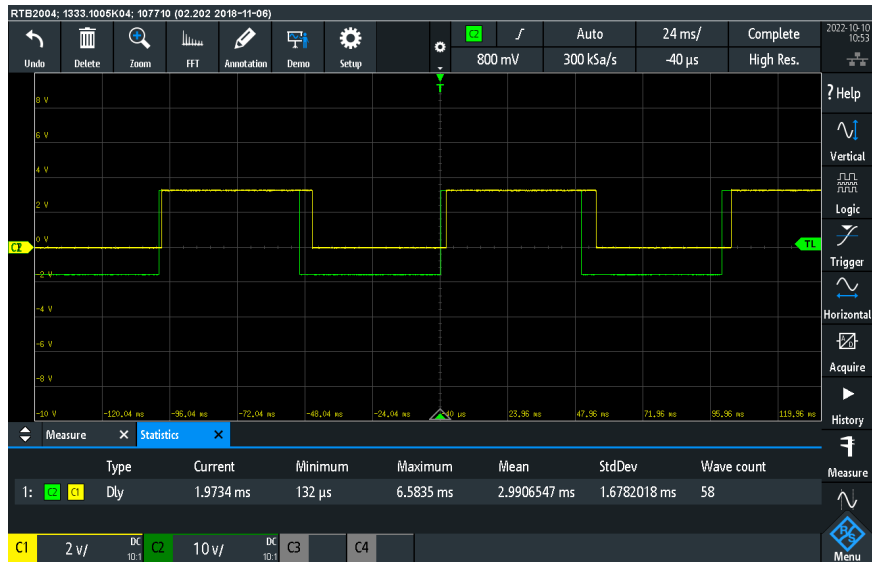 RTB2004; 1333.1005K04; 107710 (02.202 2018-11-06)
Undo Delete Zoom FFT Annotation Demo Setup
C2 Auto 24 ms/ Complete
800 mV 300 kSa/s -40 µs High Res.
2022-10-10
10:53
? Help
Vertical
Logic
Trigger
Horizontal
Acquire
History
Measure
Menu
T
8 V
6 V
4 V
2 V
0 V
-2 V
-4 V
-6 V
-8 V
-10 V
TL
-120,04 ms -96,04 ms -72,04 ms -48,04 ms -24,04 ms -40 µs 23,96 ms 47,96 ms 71,96 ms 95,96 ms 119,96 ms
Measure X Statistics X
Type Current Minimum Maximum Mean StdDev Wave count
1: C2 C1 Dly 1.9734 ms 132 µs 6.5835 ms 2.9906547 ms 1.6782018 ms 58
C1 2 V/ DC 10:1 C2 10 V/ DC 10:1 C3 C4